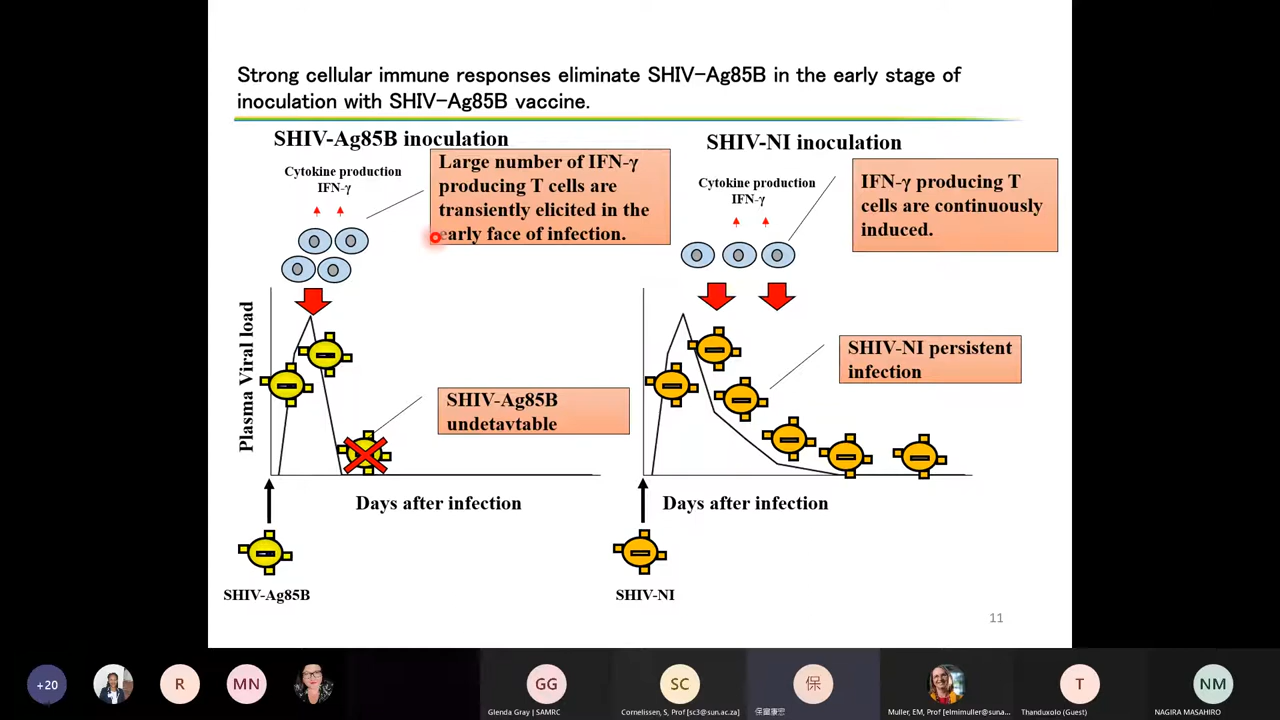 Strong cellular immune responses eliminate SHIV-Ag85B in the early stage of
inoculation with SHIV-Ag85B vaccine.
SHIV-Ag85B inoculation
Cytokine production
IFN-γ
Large number of IFN-γ
producing T cells are
transiently elicited in the
early face of infection.
Plasma Viral load
SHIV-Ag85B
undetavtable
Days after infection
SHIV-Ag85B
SHIV-NI inoculation
Cytokine production
IFN-γ
IFN-γ producing T
cells are continuously
induced.
SHIV-NI persistent
infection
Days after infection
SHIV-NI
11
+20
R
MN
GG
Glenda Gray | SAMRC
SC
Cornelissen, S, Prof [sc3@sun.ac.za]
保
Muller, EM, Prof [elmimuller@suna...
T
Thanduxolo (Guest)
NM
NAGIRA MASAHIRO